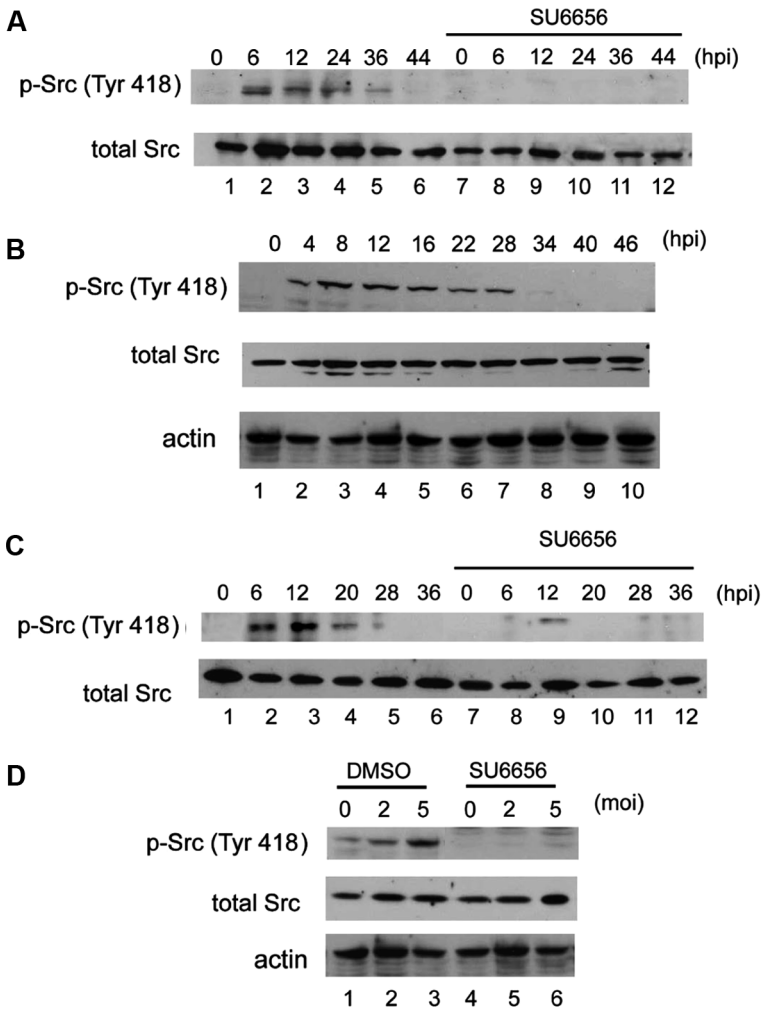 A
SU6656
0 6 12 24 36 44 0 6 12 24 36 44 (hpi)
p-Src (Tyr 418)
total Src
1 2 3 4 5 6 7 8 9 10 11 12
B
0 4 8 12 16 22 28 34 40 46 (hpi)
p-Src (Tyr 418)
total Src
actin
1 2 3 4 5 6 7 8 9 10
C
SU6656
0 6 12 20 28 36 0 6 12 20 28 36 (hpi)
p-Src (Tyr 418)
total Src
1 2 3 4 5 6 7 8 9 10 11 12
D
DMSO SU6656
0 2 5 0 2 5 (moi)
p-Src (Tyr 418)
total Src
actin
1 2 3 4 5 6